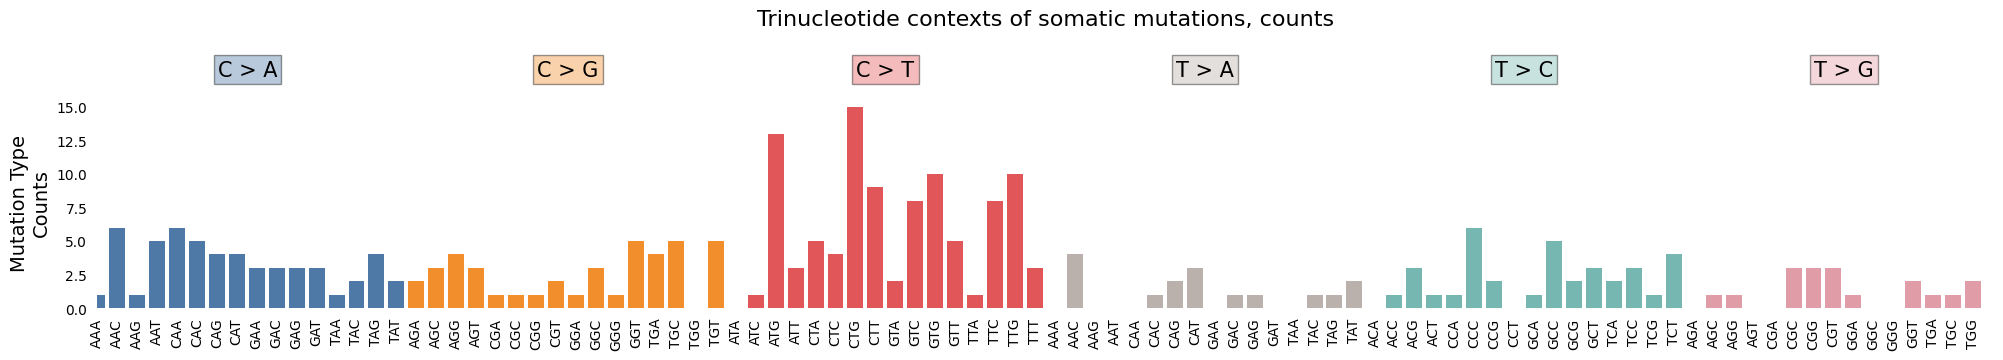 Trinucleotide contexts of somatic mutations, counts
C > A C > G C > T T > A T > C T > G
Mutation Type
Counts
15.0
12.5
10.0
7.5
5.0
2.5
0.0
AAA AAC AAG AAT CAA CAC CAG CAT GAA GAC GAG GAT TAA TAC TAG TAT AGA AGC AGG AGT CGA CGC CGG CGT GGA GGC GGG GGT TGA TGC TGG TGT ATA ATC ATG ATT CTA CTC CTG CTT GTA GTC GTG GTT TTA TTC TTG TTT AAA AAC AAG AAT CAA CAC CAG CAT GAA GAC GAG GAT TAA TAC TAG TAT ACA ACC ACG ACT CCA CCC CCG CCT GCA GCC GCG GCT TCA TCC TCG TCT AGA AGC AGG AGT CGA CGC CGG CGT GGA GGC GGG GGT TGA TGC TGG